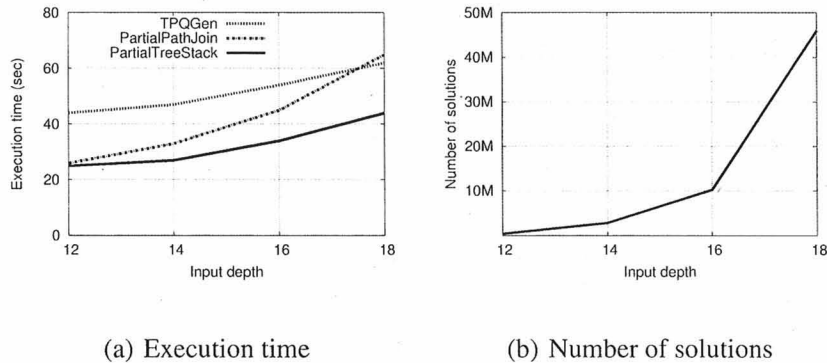 TPQGen
PartialPathJoin
PartialTreeStack
80
60
40
20
0
12
14
16
18
Execution time (sec)
Input depth
(a) Execution time
50M
40M
30M
20M
10M
12
14
16
18
Number of solutions
Input depth
(b) Number of solutions